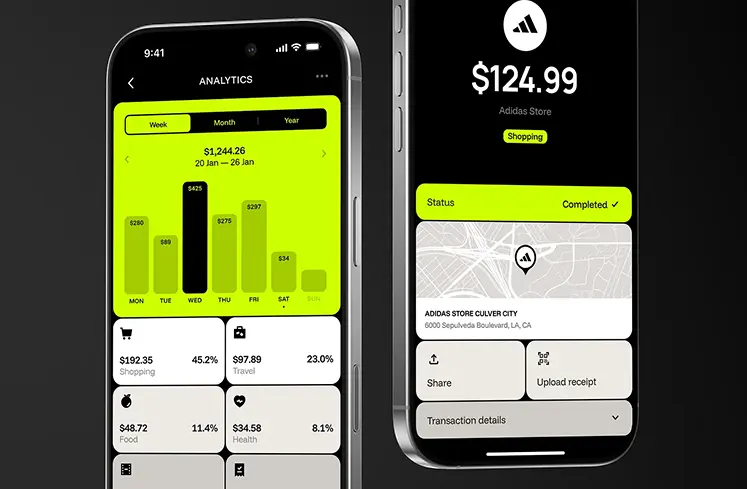 9:41
ANALYTICS
Week Month Year
$1,244.26
20 Jan — 26 Jan
$280 $89 $425 $275 $297 $34
MON TUE WED THU FRI SAT SUN
$192.35 45.2%
Shopping
$97.89 23.0%
Travel
$48.72 11.4%
Food
$34.58 8.1%
Health
$124.99
Adidas Store
Shopping
Status Completed
ADIDAS STORE CULVER CITY
6000 Sepulveda Boulevard, LA, CA
Share
Upload receipt
Transaction details